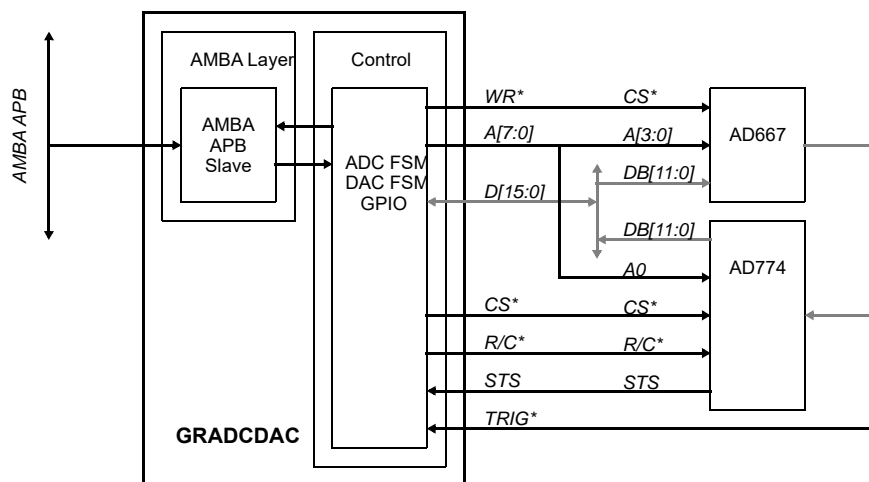 AMBA APB
AMBA Layer
Control
AMBA
APB
Slave
ADC FSM
DAC FSM
GPIO
GRADCDAC
WR*
CS*
A[7:0]
A[3:0]
DB[11:0]
D[15:0]
DB[11:0]
A0
CS*
CS*
R/C*
R/C*
STS
STS
TRIG*
AD667
AD774